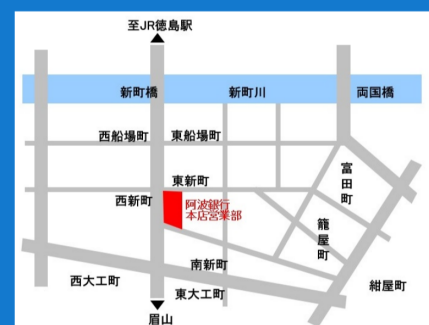 至JR徳島駅
新町橋
新町川
両国橋
西船場町
東船場町
富田町
東新町
西新町
阿波銀行
本店営業部
籠屋町
南新町
西大工町
東大工町
紺屋町
眉山